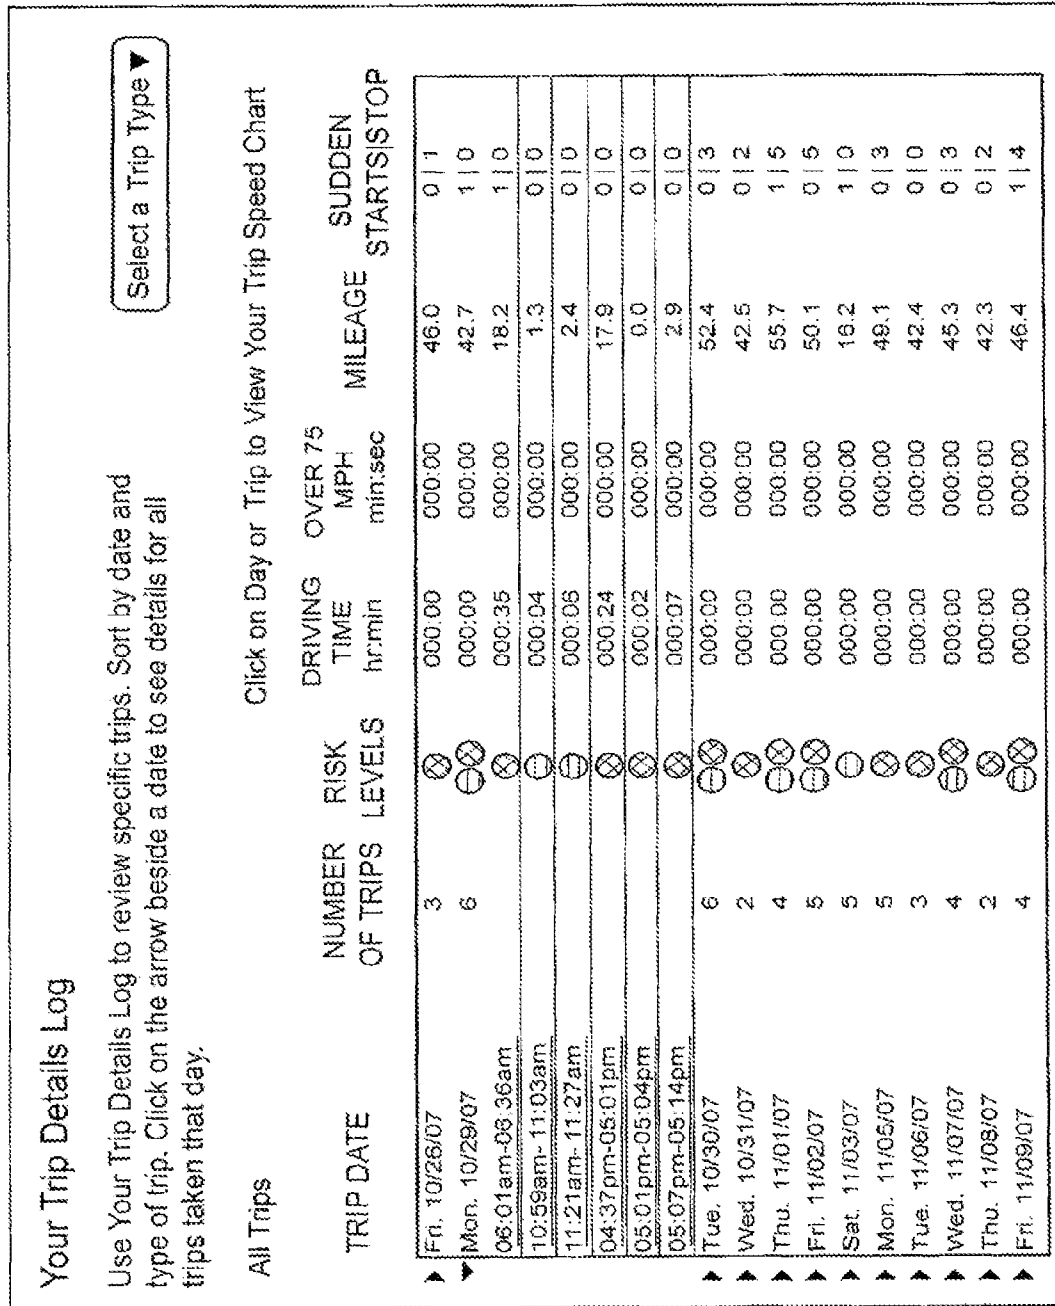 Your Trip Details Log
Use Your Trip Details Log to review specific trips. Sort by date and
type of trip. Click on the arrow beside a date to see details for all
trips taken that day.
Select a Trip Type ▼
All Trips
Click on Day or Trip to View Your Trip Speed Chart
TRIP DATE NUMBER OF TRIPS RISK LEVELS DRIVING TIME hr:min OVER 75 MPH min:sec MILEAGE SUDDEN STARTS|STOP
Fri. 10/26/07 3 000:00 000:00 46.0 0|1
Mon. 10/29/07 6 000:00 000:00 42.7 1|0
06:01am-06:36am 000:35 000:00 18.2 1|0
10:59am-11:03am 000:04 000:00 1.3 0|0
11:21am-11:27am 000:06 000:00 2.4 0|0
04:37pm-05:01pm 000:24 000:00 17.9 0|0
05:01pm-05:04pm 000:02 000:00 0.0 0|0
05:07pm-05:14pm 000:07 000:00 2.9 0|0
Tue. 10/30/07 6 000:00 000:00 52.4 0|3
Wed. 10/31/07 2 000:00 000:00 42.5 0|2
Thu. 11/01/07 4 000:00 000:00 55.7 1|5
Fri. 11/02/07 5 000:00 000:00 50.1 0|5
Sat. 11/03/07 5 000:00 000:00 16.2 1|0
Mon. 11/05/07 5 000:00 000:00 49.1 0|3
Tue. 11/06/07 3 000:00 000:00 42.4 0|0
Wed. 11/07/07 4 000:00 000:00 45.3 0|3
Thu. 11/08/07 2 000:00 000:00 42.3 0|2
Fri. 11/09/07 4 000:00 000:00 46.4 1|4